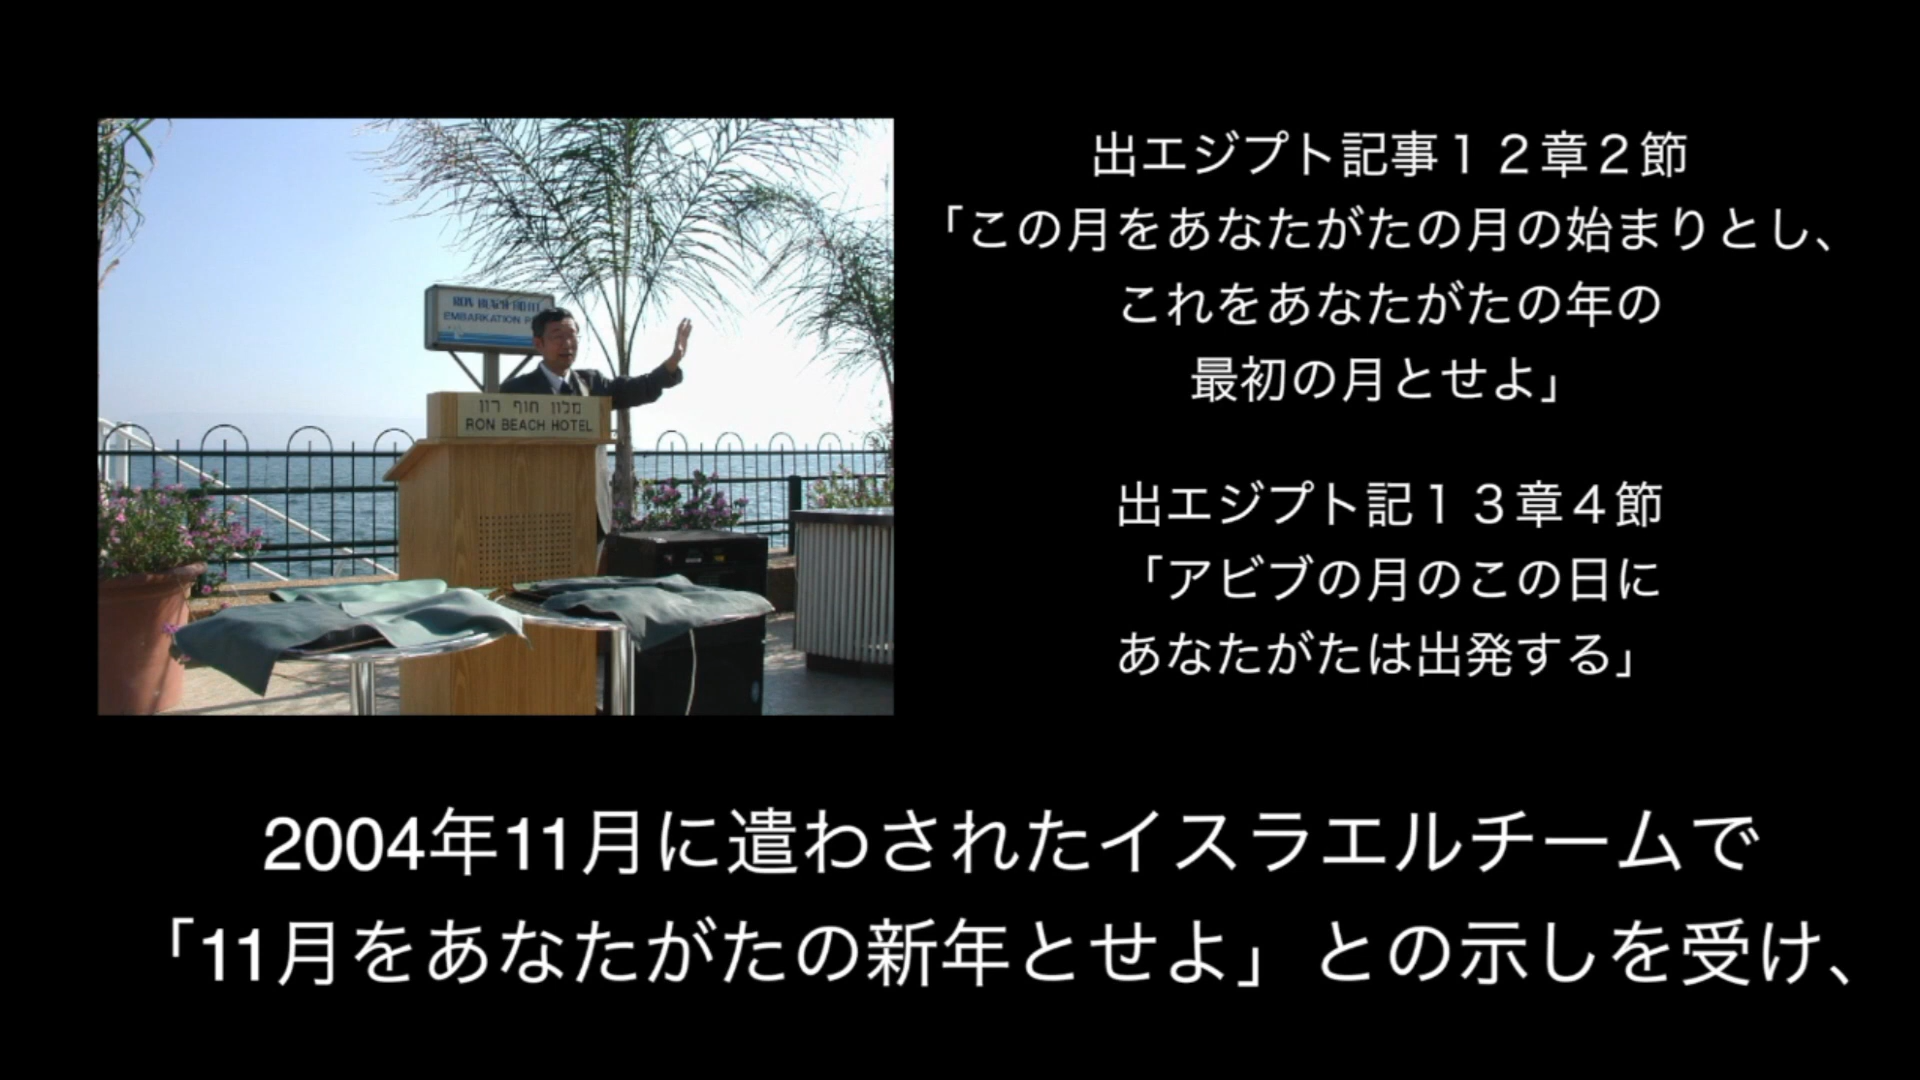 RON BEACH HOTEL
EMBARKATION P
מלון חוף רון
RON BEACH HOTEL
出エジプト記事１２章２節
「この月をあなたがたの月の始まりとし、
これをあなたがたの年の
最初の月とせよ」
出エジプト記１３章４節
「アビブの月のこの日に
あなたがたは出発する」
2004年11月に遣わされたイスラエルチームで
「11月をあなたがたの新年とせよ」との示しを受け、